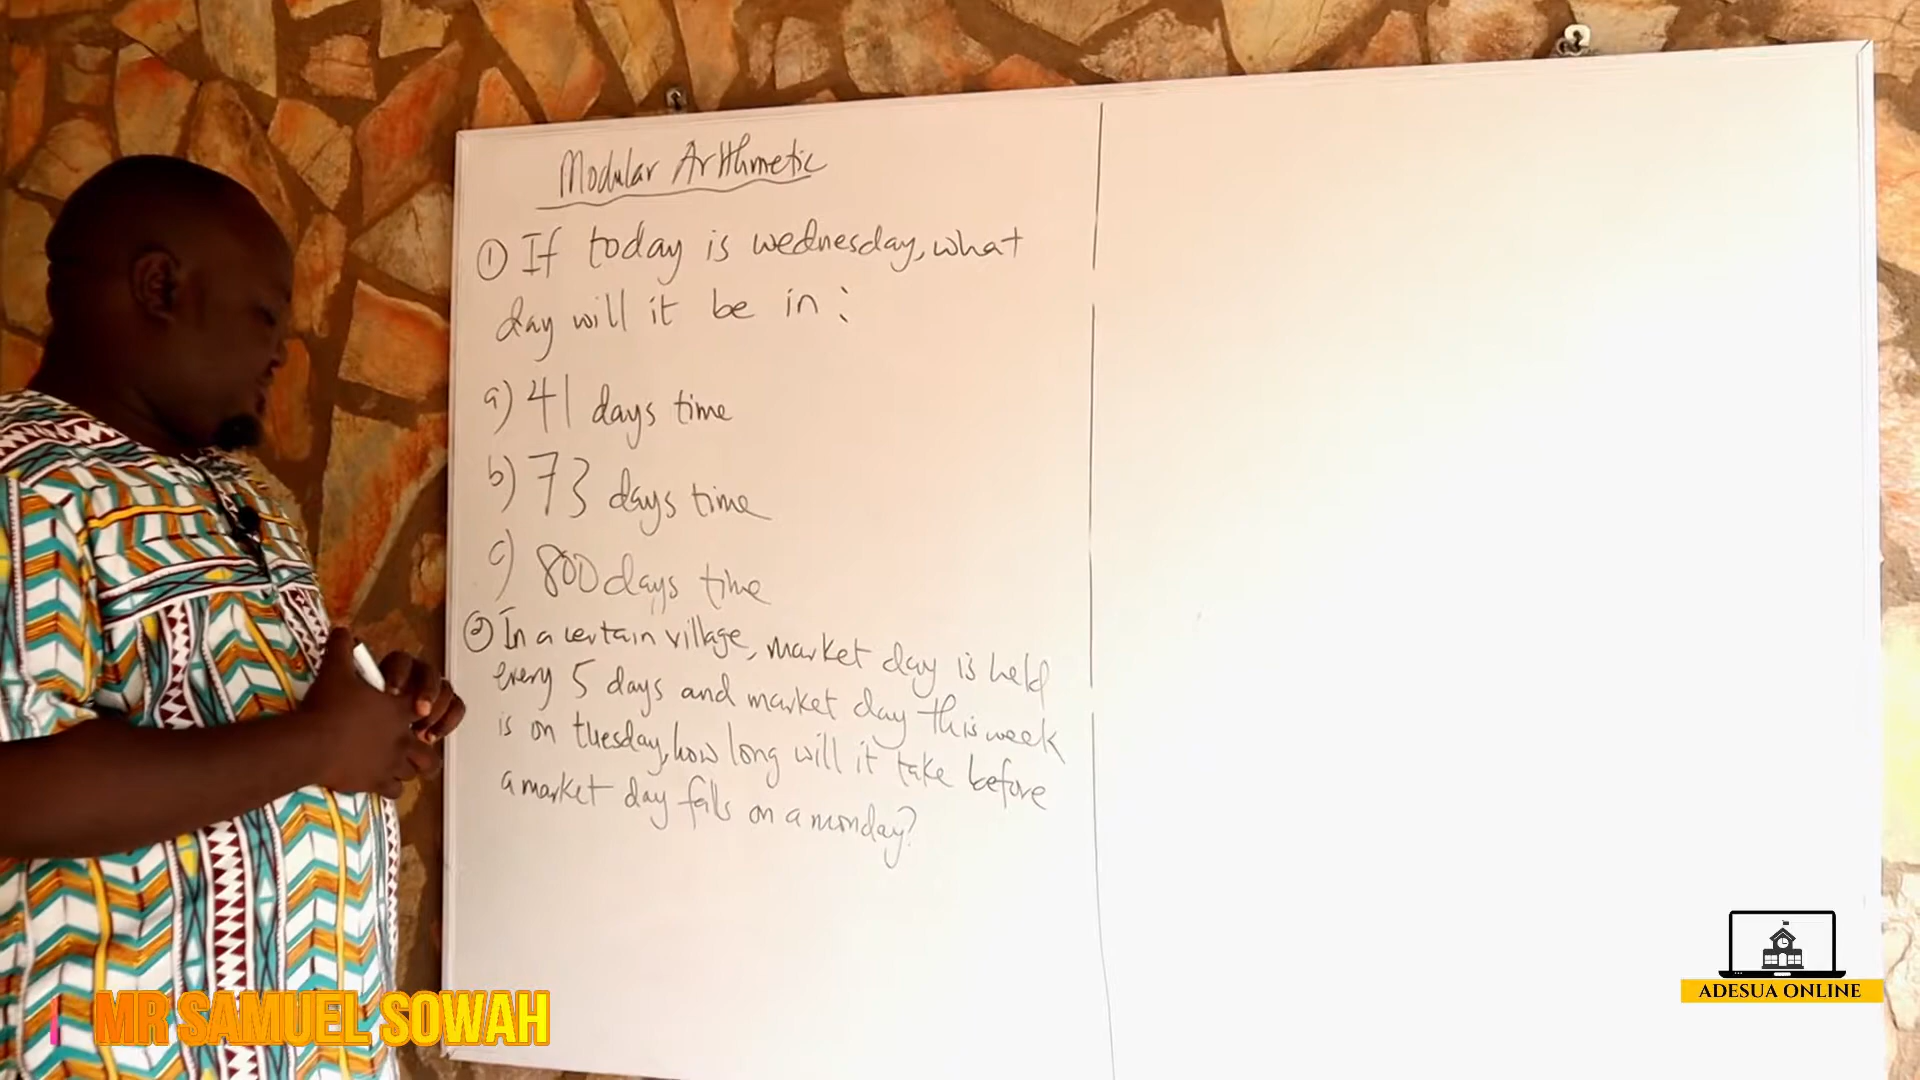 Modular Arithmetic
① If today is wednesday, what
day will it be in :
a) 41 days time
b) 73 days time
c) 800 days time
② In a certain village, market day is held
every 5 days and market day this week
is on tuesday, how long will it take before
a market day falls on a monday?
MR SAMUEL SOWAH
ADESUA ONLINE